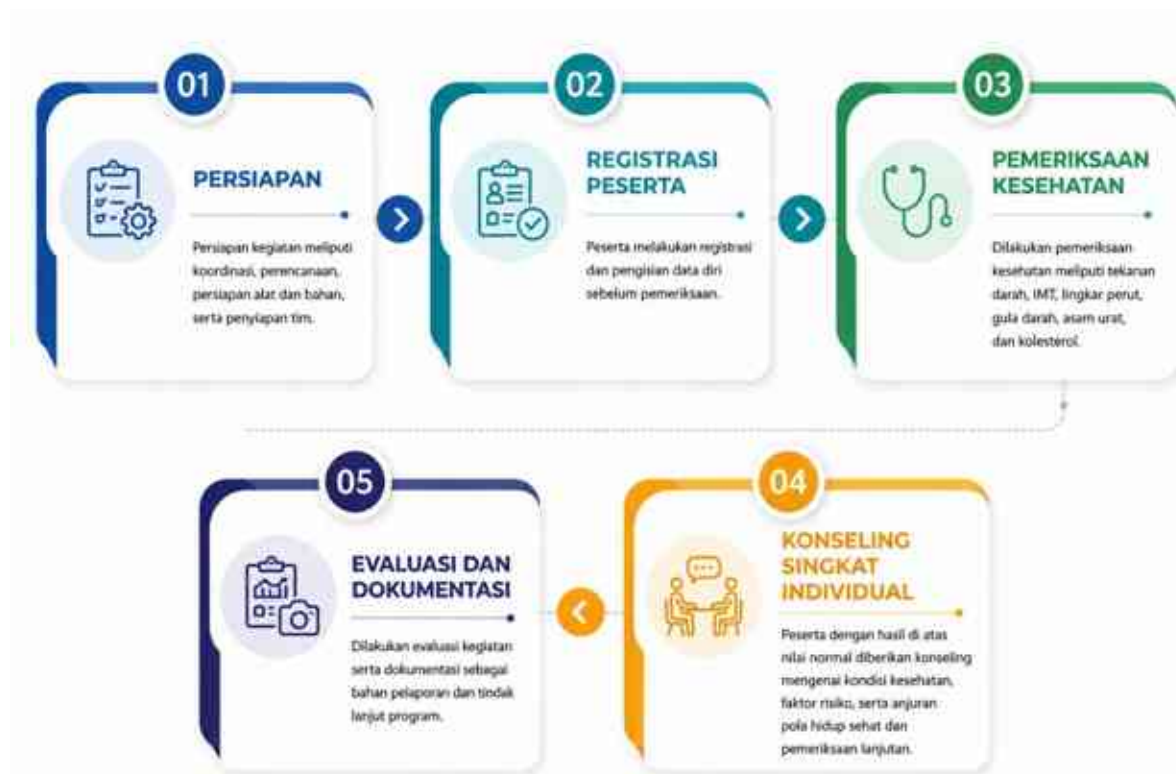 01
PERSIAPAN
Persiapan kegiatan meliputi
koordinasi, perencanaan,
persiapan alat dan bahan,
serta penyiapan tim.
02
REGISTRASI
PESERTA
Peserta melakukan registrasi
dan pengisian data diri
sebelum pemeriksaan.
03
PEMERIKSAAN
KESEHATAN
Dilakukan pemeriksaan
kesehatan meliputi tekanan
darah, IMT, lingkar perut,
gula darah, asam urat,
dan kolesterol.
04
KONSELING
SINGKAT
INDIVIDUAL
Peserta dengan hasil di atas
nilai normal diberikan konseling
mengenai kondisi kesehatan,
faktor risiko, serta anjuran
pola hidup sehat dan
pemeriksaan lanjutan.
05
EVALUASI DAN
DOKUMENTASI
Dilakukan evaluasi kegiatan
serta dokumentasi sebagai
bahan pelaporan dan tindak
lanjut program.